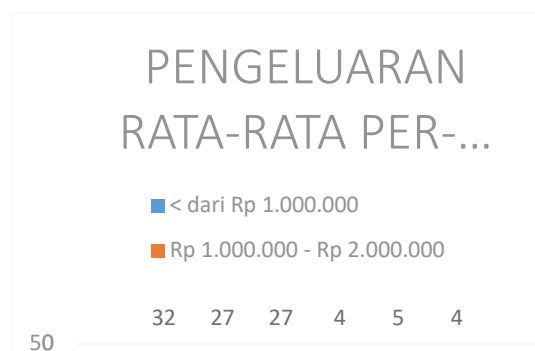 PENGELUARAN
RATA-RATA PER-...
< dari Rp 1.000.000
Rp 1.000.000 - Rp 2.000.000
32 27 27 4 5 4
50